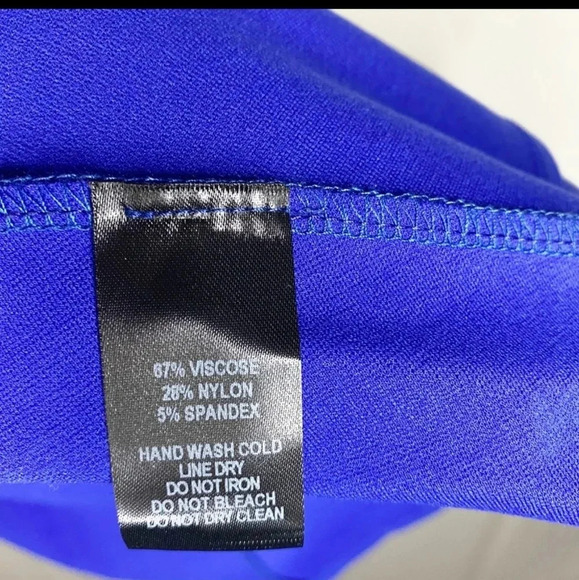 67% VISCOSE
28% NYLON
5% SPANDEX
HAND WASH COLD
LINE DRY
DO NOT IRON
DO NOT BLEACH
DO NOT DRY CLEAN